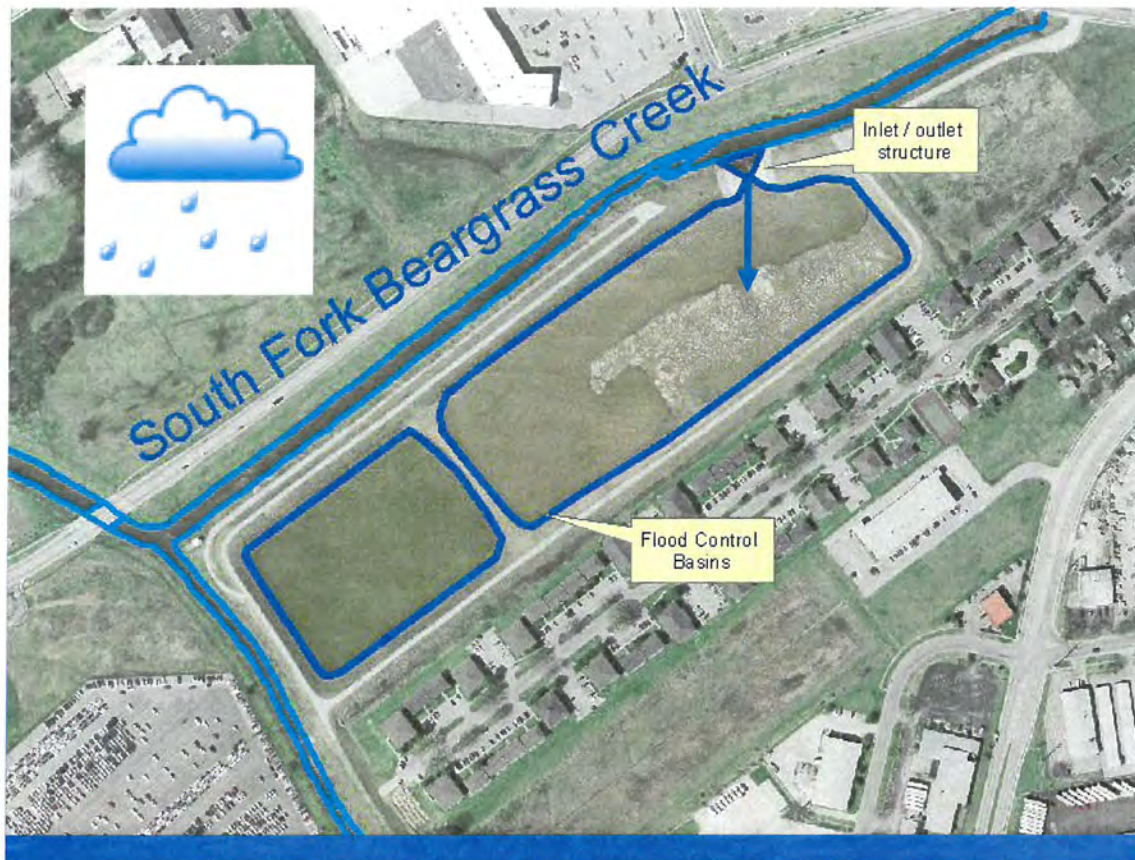 South Fork Beargrass Creek
Inlet / outlet
structure
Flood Control
Basins